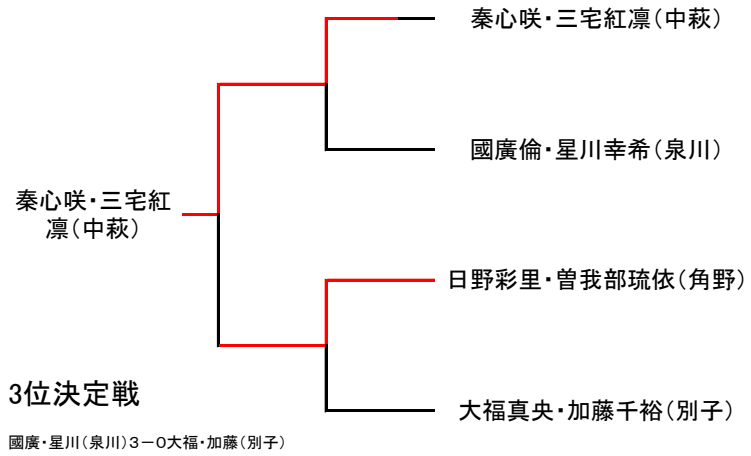 秦心咲・三宅紅凛(中萩)
國廣倫・星川幸希(泉川)
秦心咲・三宅紅
凛(中萩)
日野彩里・曽我部琉依(角野)
大福真央・加藤千裕(別子)
3位決定戦
國廣・星川(泉川)3-0大福・加藤(別子)